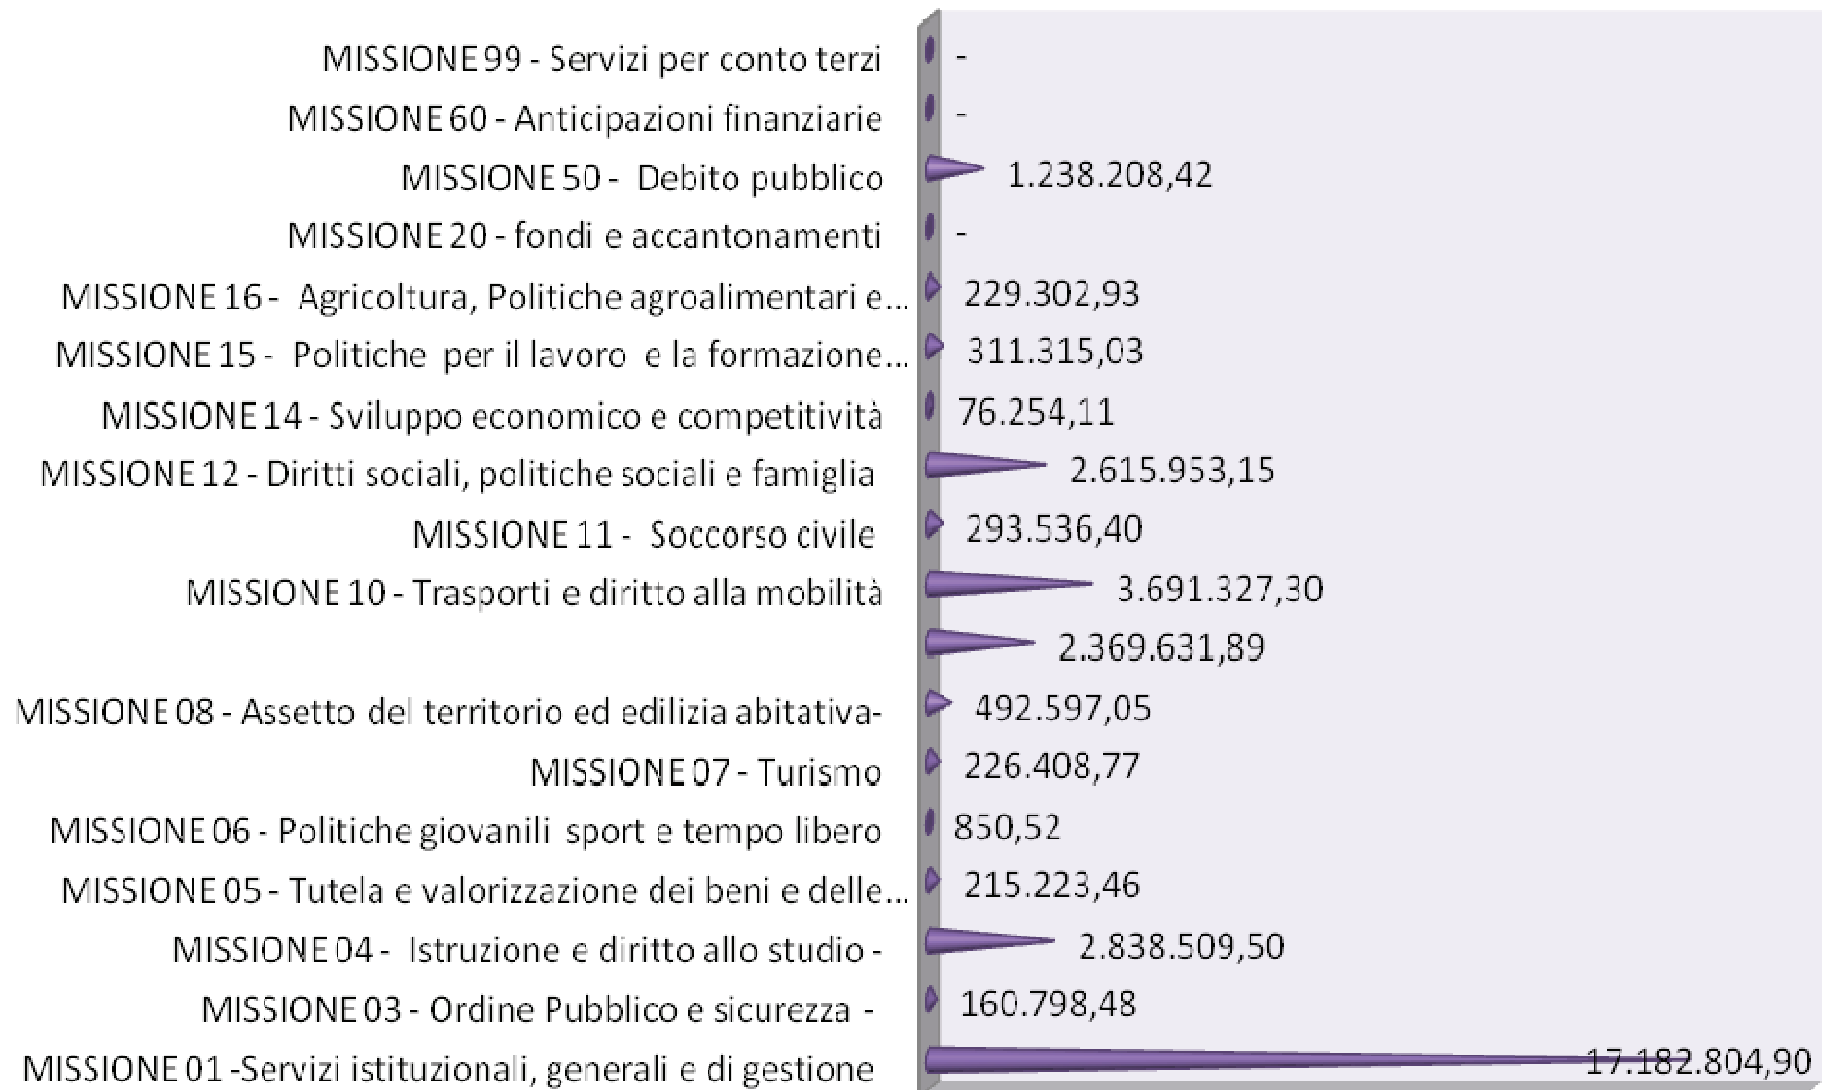 MISSIONE 99 - Servizi per conto terzi -
MISSIONE 60 - Anticipazioni finanziarie -
MISSIONE 50 - Debito pubblico 1.238.208,42
MISSIONE 20 - fondi e accantonamenti -
MISSIONE 16 - Agricoltura, Politiche agroalimentari e... 229.302,93
MISSIONE 15 - Politiche per il lavoro e la formazione... 311.315,03
MISSIONE 14 - Sviluppo economico e competitività 76.254,11
MISSIONE 12 - Diritti sociali, politiche sociali e famiglia 2.615.953,15
MISSIONE 11 - Soccorso civile 293.536,40
MISSIONE 10 - Trasporti e diritto alla mobilità 3.691.327,30
2.369.631,89
MISSIONE 08 - Assetto del territorio ed edilizia abitativa- 492.597,05
MISSIONE 07 - Turismo 226.408,77
MISSIONE 06 - Politiche giovanili sport e tempo libero 850,52
MISSIONE 05 - Tutela e valorizzazione dei beni e delle... 215.223,46
MISSIONE 04 - Istruzione e diritto allo studio - 2.838.509,50
MISSIONE 03 - Ordine Pubblico e sicurezza - 160.798,48
MISSIONE 01 -Servizi istituzionali, generali e di gestione 17.182.804,90